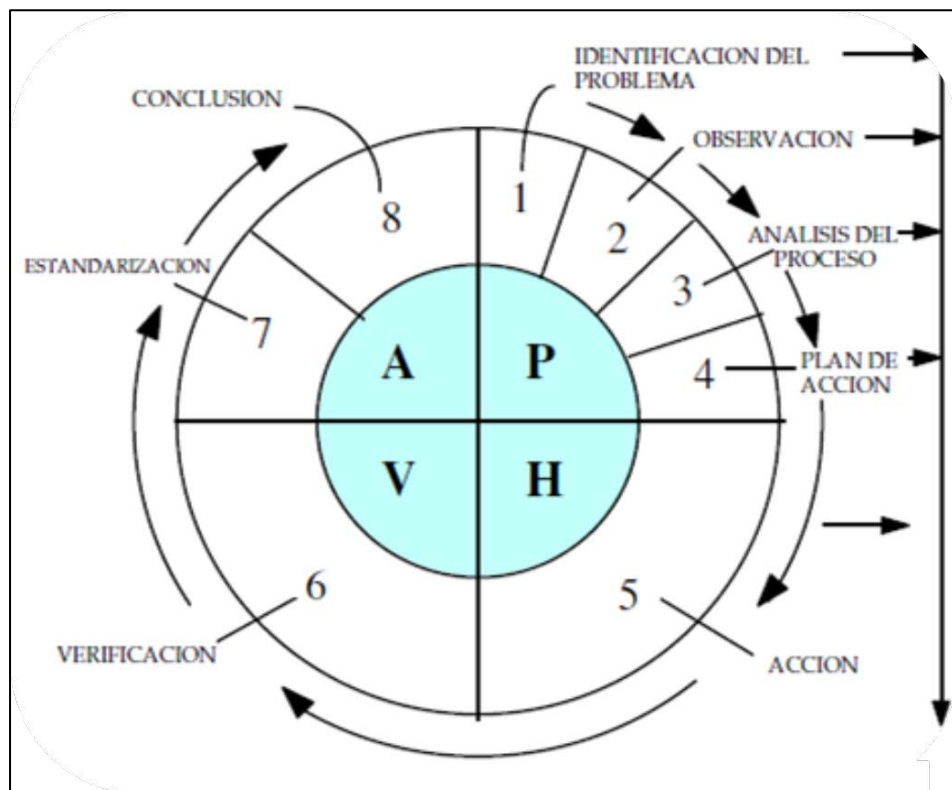 IDENTIFICACION DEL
PROBLEMA
CONCLUSION
OBSERVACION
1
8
2
ANALISIS DEL
PROCESO
ESTANDARIZACION
3
7
A
P
4
PLAN DE
ACCION
V
H
6
5
VERIFICACION
ACCION